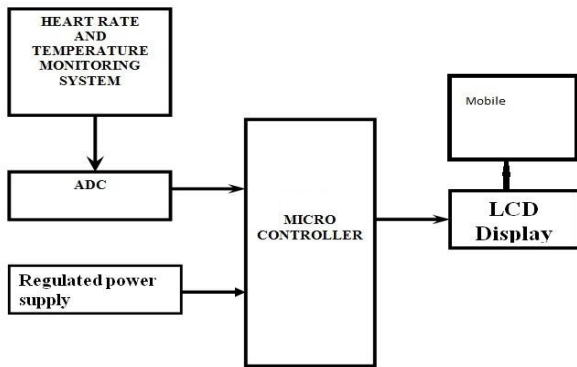 HEART RATE
AND
TEMPERATURE
MONITORING
SYSTEM
ADC
Regulated power
supply
MICRO
CONTROLLER
Mobile
LCD
Display